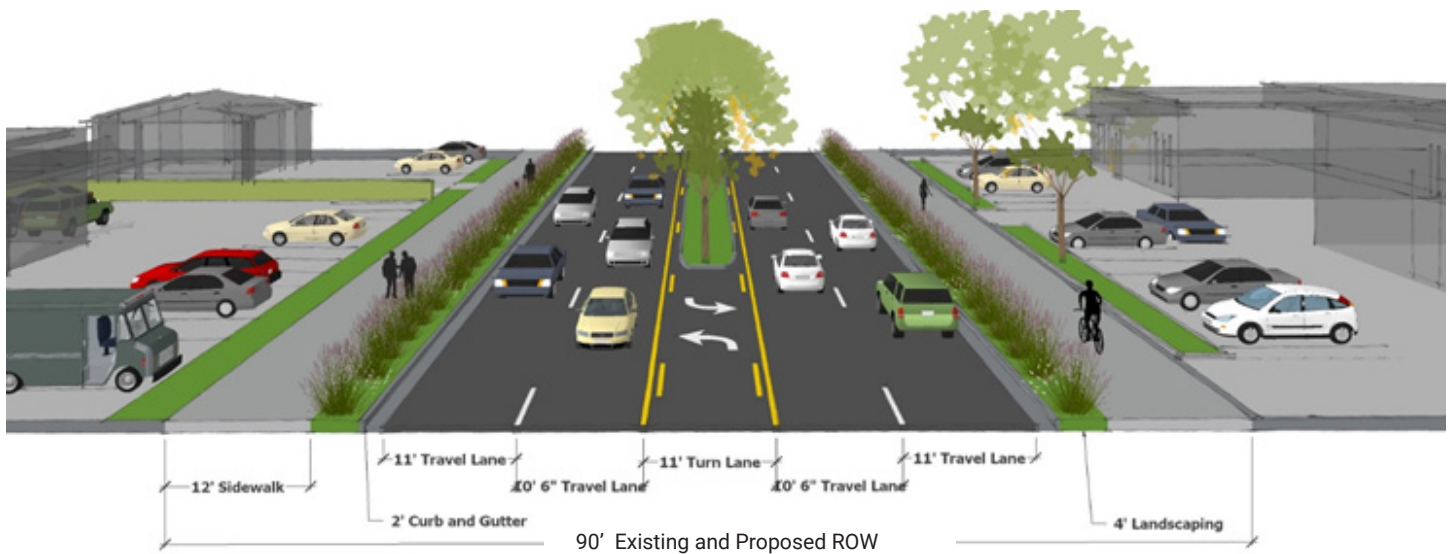 11' Travel Lane
11' Turn Lane
11' Travel Lane
12' Sidewalk
10' 6" Travel Lane
10' 6" Travel Lane
2' Curb and Gutter
4' Landscaping
90' Existing and Proposed ROW